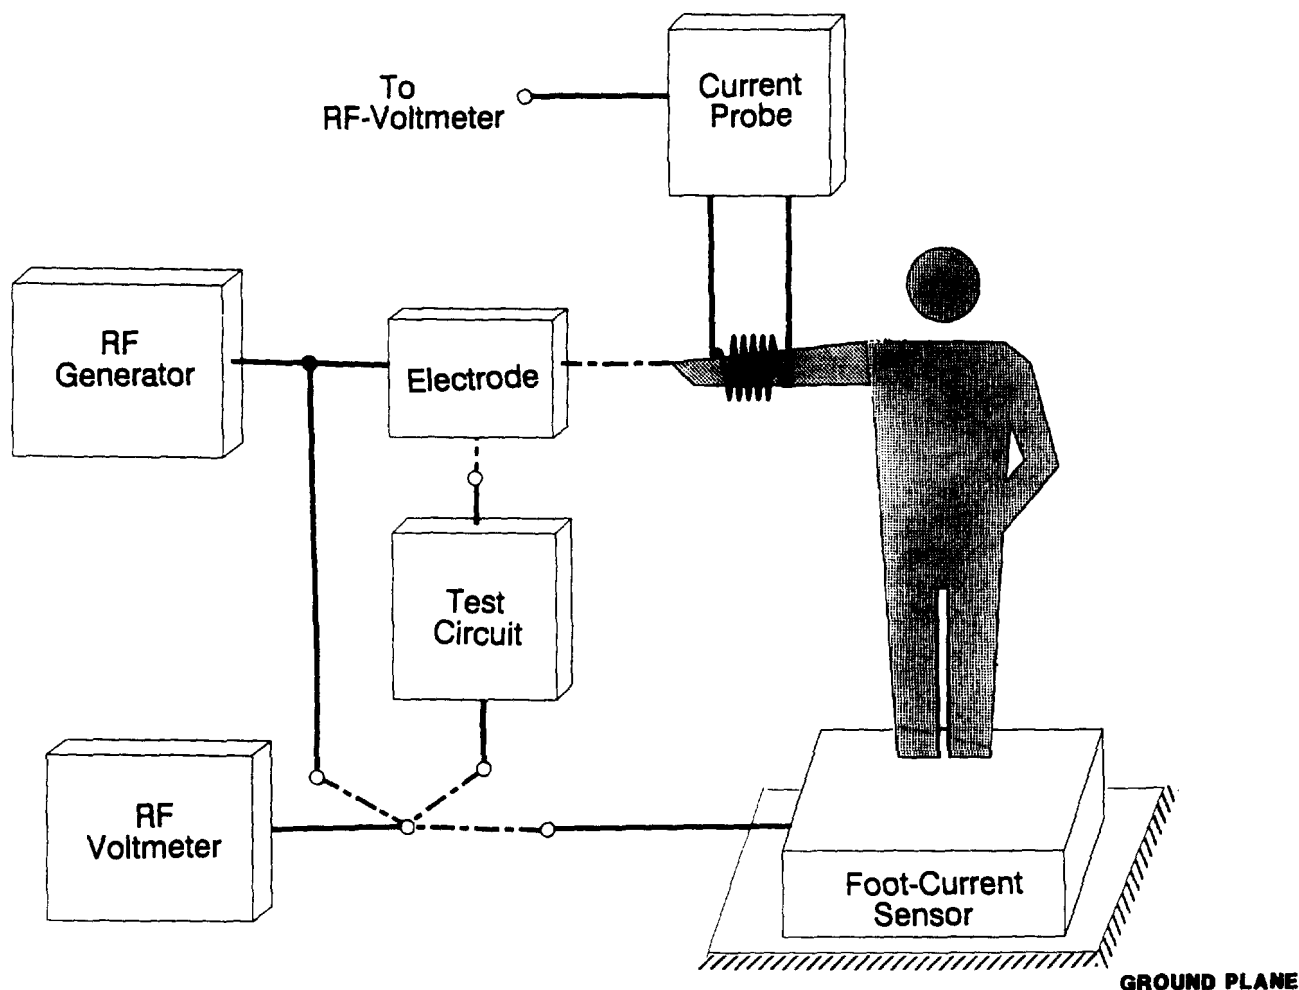 To
RF-Voltmeter
Current
Probe
RF
Generator
Electrode
Test
Circuit
RF
Voltmeter
Foot-Current
Sensor
GROUND PLANE